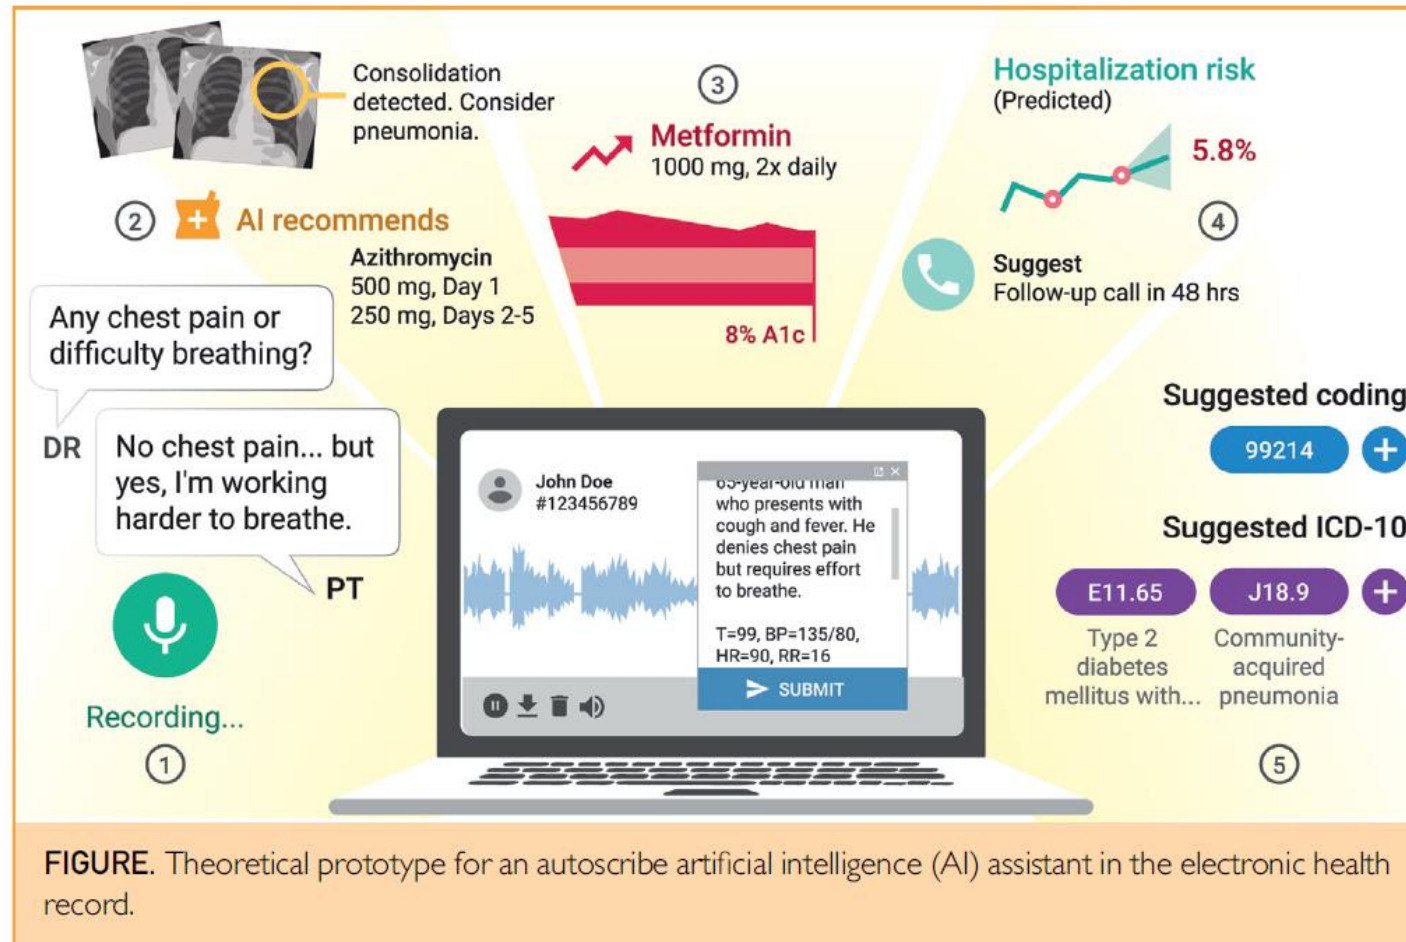 Consolidation
detected. Consider
pneumonia.
2
AI recommends
Azithromycin
500 mg, Day 1
250 mg, Days 2-5
Any chest pain or
difficulty breathing?
DR
No chest pain... but
yes, I'm working
harder to breathe.
PT
Recording...
1
3
Metformin
1000 mg, 2x daily
8% A1c
Hospitalization risk
(Predicted)
5.8%
4
Suggest
Follow-up call in 48 hrs
John Doe
#123456789
65-year-old man
who presents with
cough and fever. He
denies chest pain
but requires effort
to breathe.
T=99, BP=135/80,
HR=90, RR=16
SUBMIT
Suggested coding
99214
Suggested ICD-10
E11.65
J18.9
Type 2
diabetes
mellitus with...
Community-
acquired
pneumonia
5
FIGURE. Theoretical prototype for an autoscribe artificial intelligence (AI) assistant in the electronic health
record.